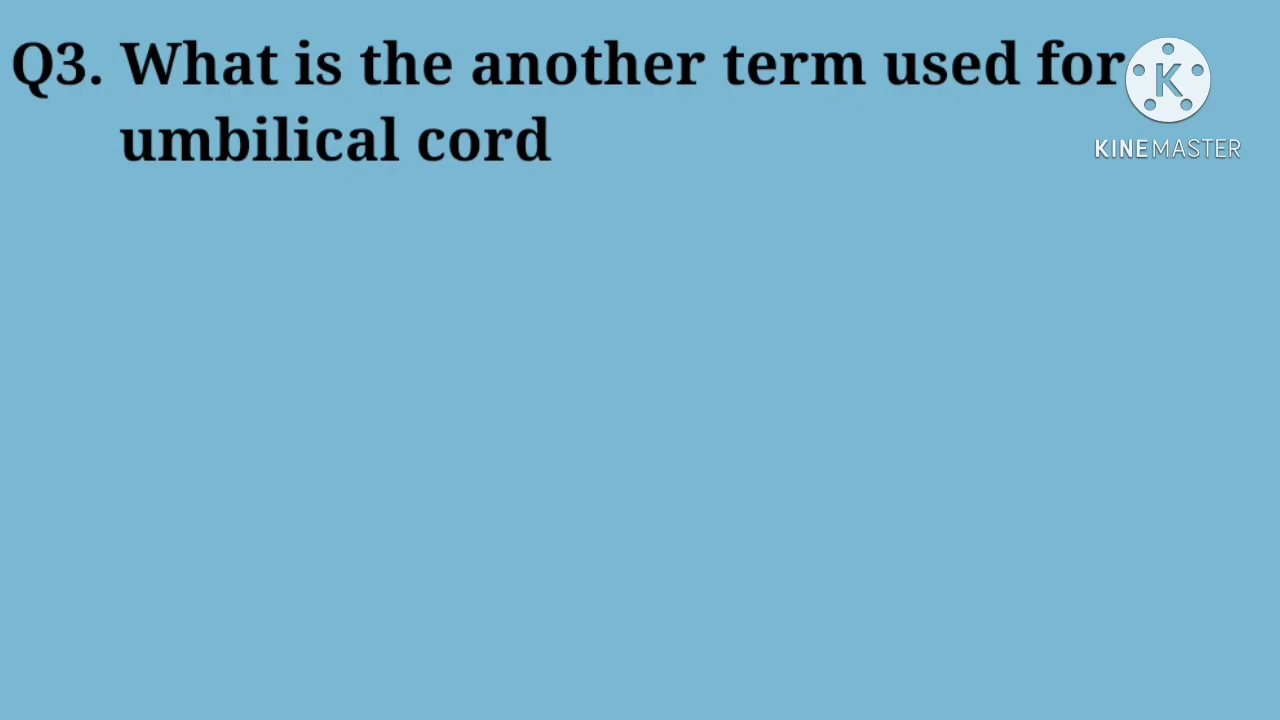 Q3. What is the another term used for
umbilical cord
K
KINEMASTER